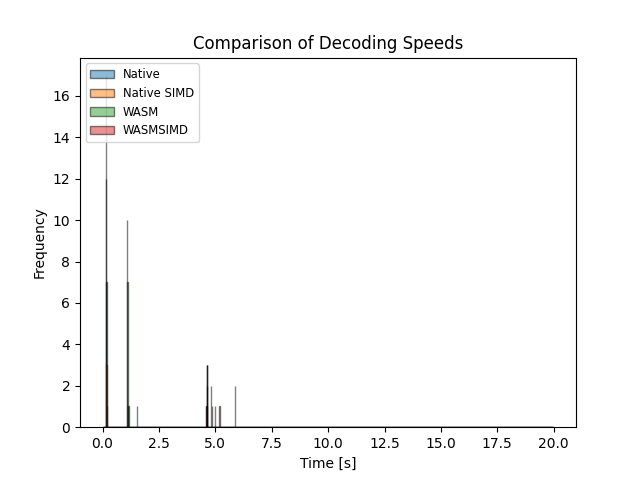 Comparison of Decoding Speeds
Native
Native SIMD
WASM
WASMSIMD
16
14
12
10
8
6
4
2
0
Frequency
0.0 2.5 5.0 7.5 10.0 12.5 15.0 17.5 20.0
Time [s]